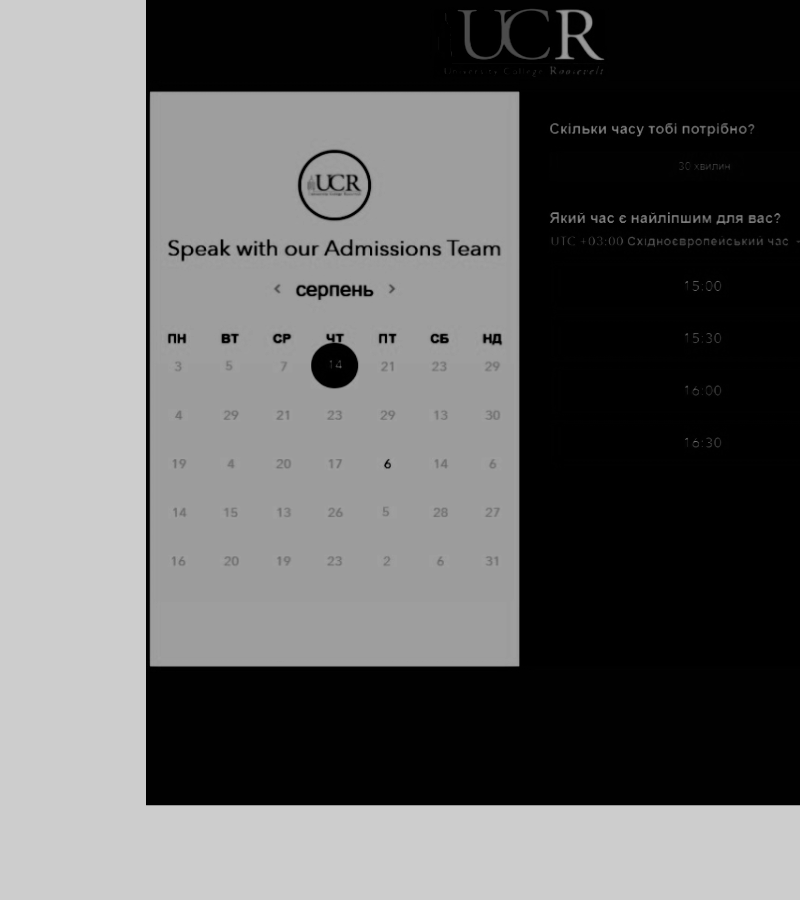 UCR
University College Roosevelt
UCR
University College Roosevelt
Speak with our Admissions Team
< серпень >
ПН ВТ СР ЧТ ПТ СБ НД
3 5 7 14 21 23 29
4 29 21 23 29 13 30
19 4 20 17 6 14 6
14 15 13 26 5 28 27
16 20 19 23 2 6 31
Скільки часу тобі потрібно?
30 хвилин
Який час є найліпшим для вас?
UTC +03:00 Східноєвропейський час
15:00
15:30
16:00
16:30